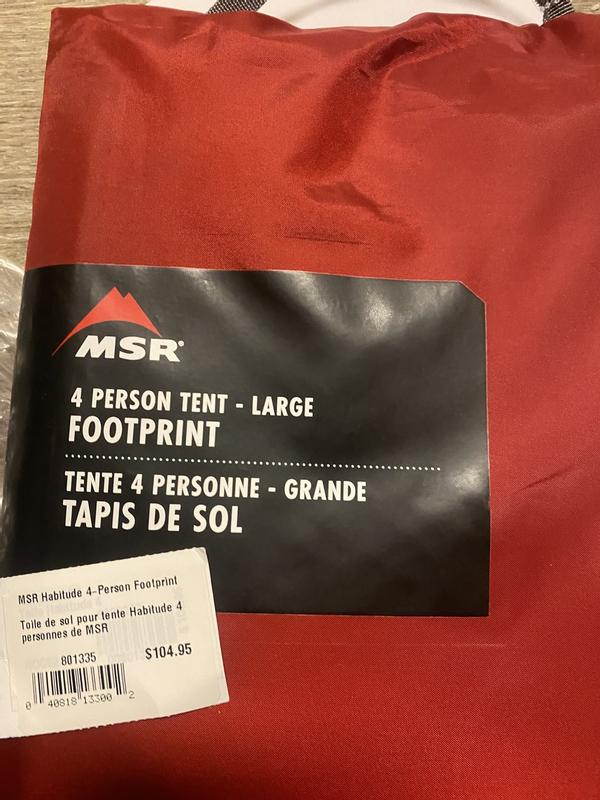 MSR®
4 PERSON TENT - LARGE
FOOTPRINT
TENTE 4 PERSONNE - GRANDE
TAPIS DE SOL
MSR Habitude 4-Person Footprint
Toile de sol pour tente Habitude 4
personnes de MSR
801335 $104.95
0 40818 13300 2